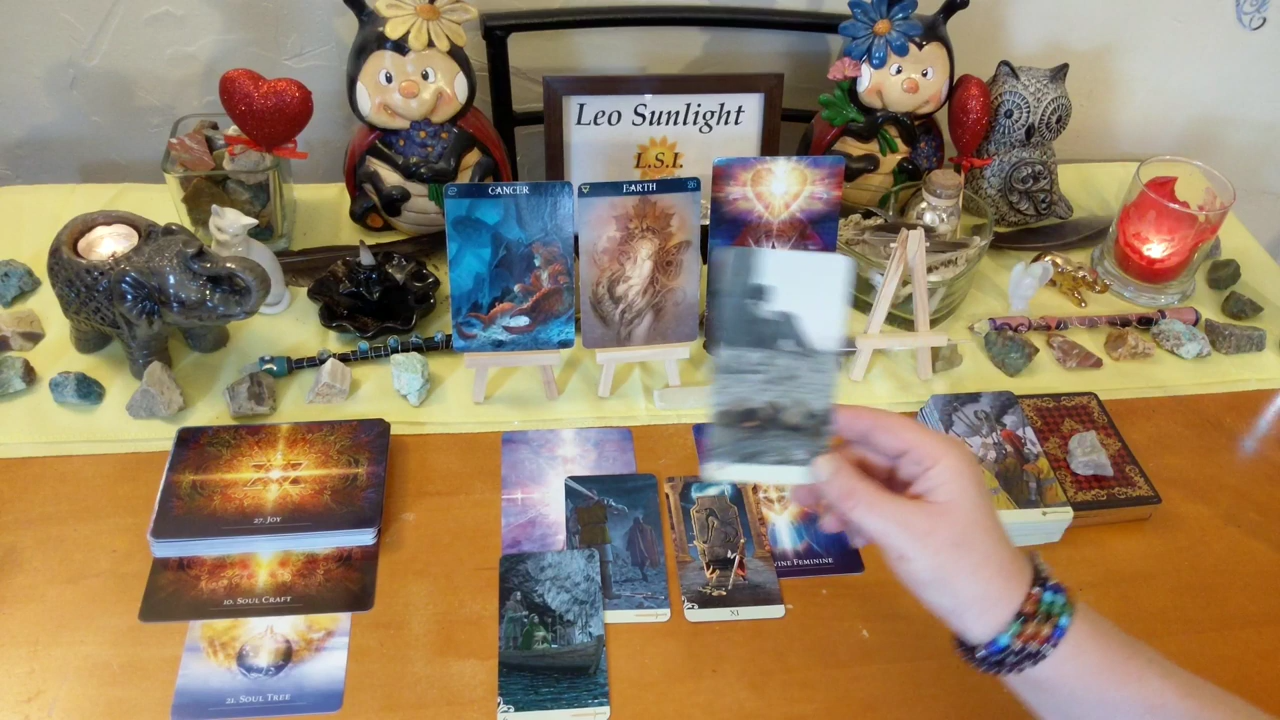 Leo Sunlight
L.S.I.
CANCER
EARTH
26
27. JOY
10. SOUL CRAFT
21. SOUL TREE
XI
VINE FEMININE